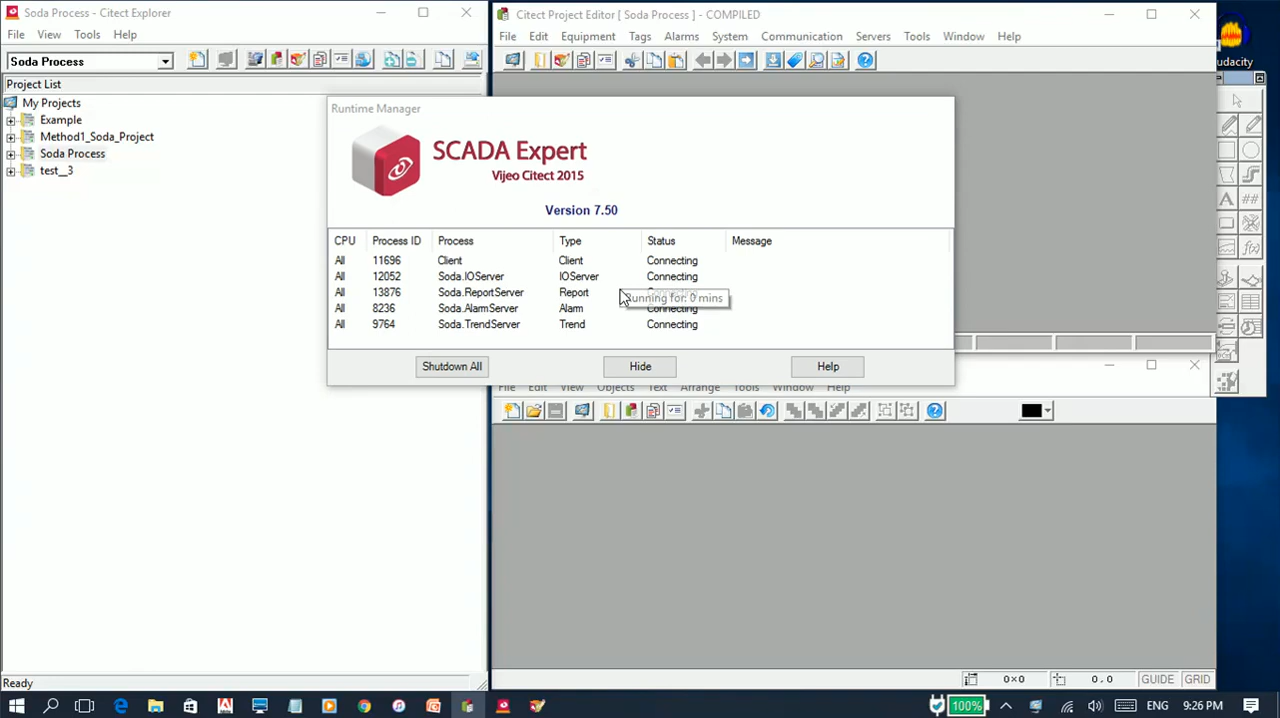 Soda Process - Citect Explorer
File View Tools Help
Soda Process
Project List
My Projects
Example
Method1_Soda_Project
Soda Process
test__3
Ready
Citect Project Editor [ Soda Process ] - COMPILED
File Edit Equipment Tags Alarms System Communication Servers Tools Window Help
udacity
Runtime Manager
SCADA Expert
Vijeo Citect 2015
Version 7.50
CPU Process ID Process Type Status Message
All 11696 Client Client Connecting
All 12052 Soda.IOServer IOServer Connecting
All 13876 Soda.ReportServer Report
Running for: 0 mins
All 8236 Soda.AlarmServer Alarm Connecting
All 9764 Soda.TrendServer Trend Connecting
Shutdown All Hide Help
File Edit View Objects Text Arrange Tools Window Help
0×0 0,0 GUIDE GRID
100% ENG 9:26 PM